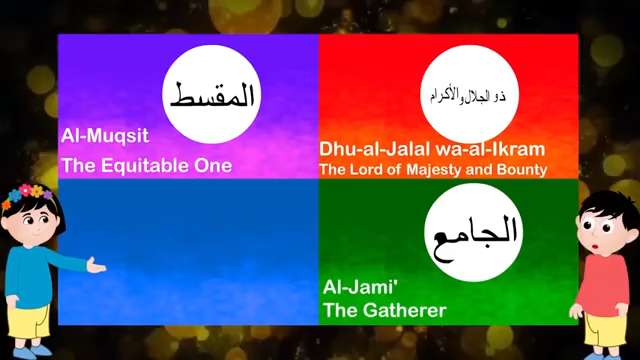 المقسط
Al-Muqsit
The Equitable One
ذو الجلال والأكرام
Dhu-al-Jalal wa-al-Ikram
The Lord of Majesty and Bounty
الجامع
Al-Jami'
The Gatherer